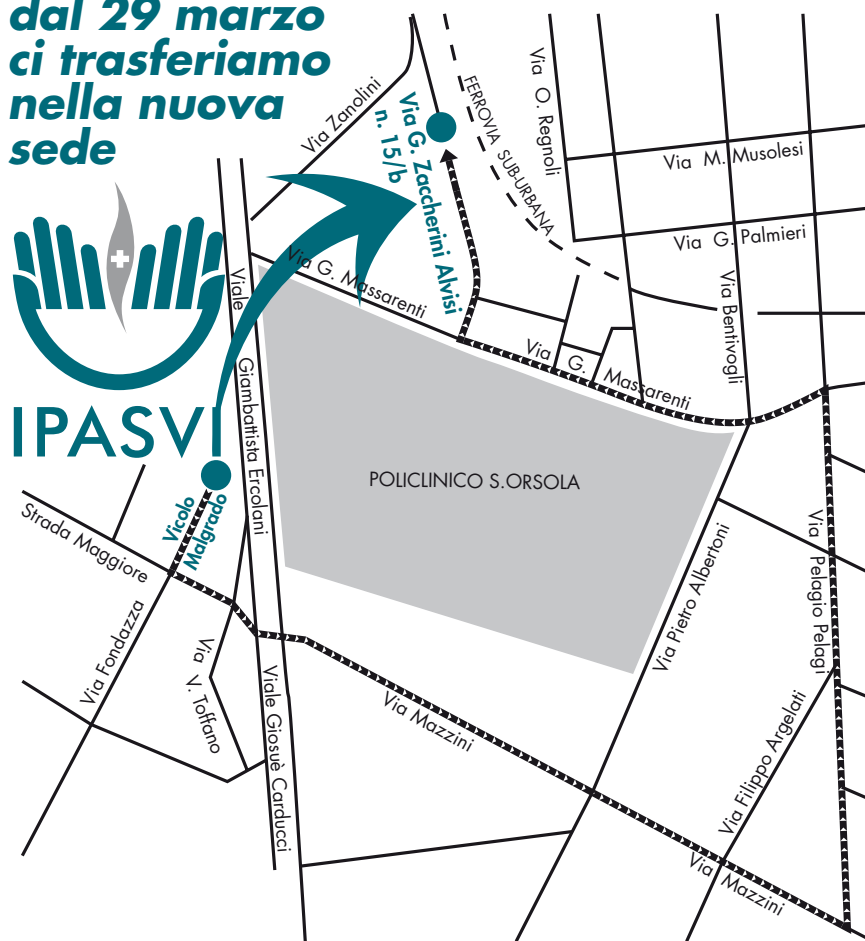 dal 29 marzo
ci trasferiamo
nella nuova
sede
IPASVI
Via Zanolini
Via G. Zaccherini Alvisi
n. 15/b
FERROVIA SUB-URBANA
Via O. Regnoli
Via M. Musolesi
Via G. Palmieri
Via Bentivogli
Via G. Massarenti
Via G. Massarenti
Viale Giambattista Ercolani
POLICLINICO S.ORSOLA
Vicolo
Malgrado
Strada Maggiore
Via Fondazza
Via V. Toffano
Viale Giosuè Carducci
Via Mazzini
Via Pietro Albertoni
Via Pelagio Pelagi
Via Filippo Argelati
Via Mazzini